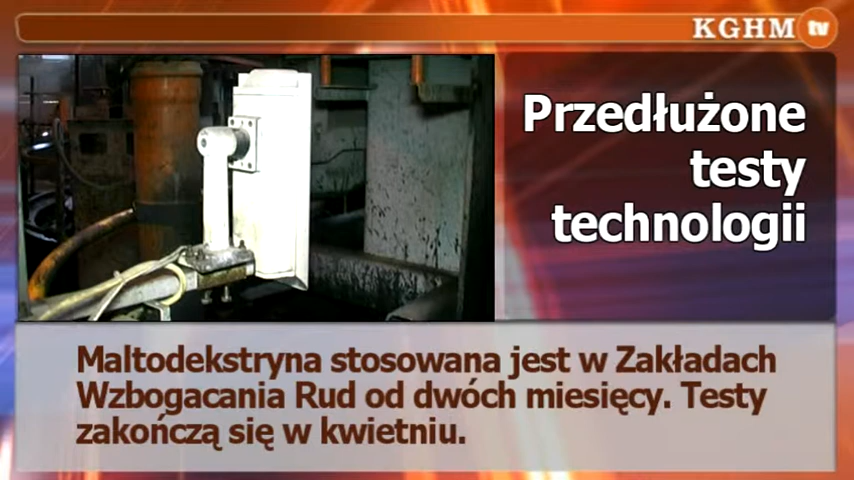 KGHM tv
Przedłużone
testy
technologii
Maltodekstryna stosowana jest w Zakładach
Wzbogacania Rud od dwóch miesięcy. Testy
zakończą się w kwietniu.